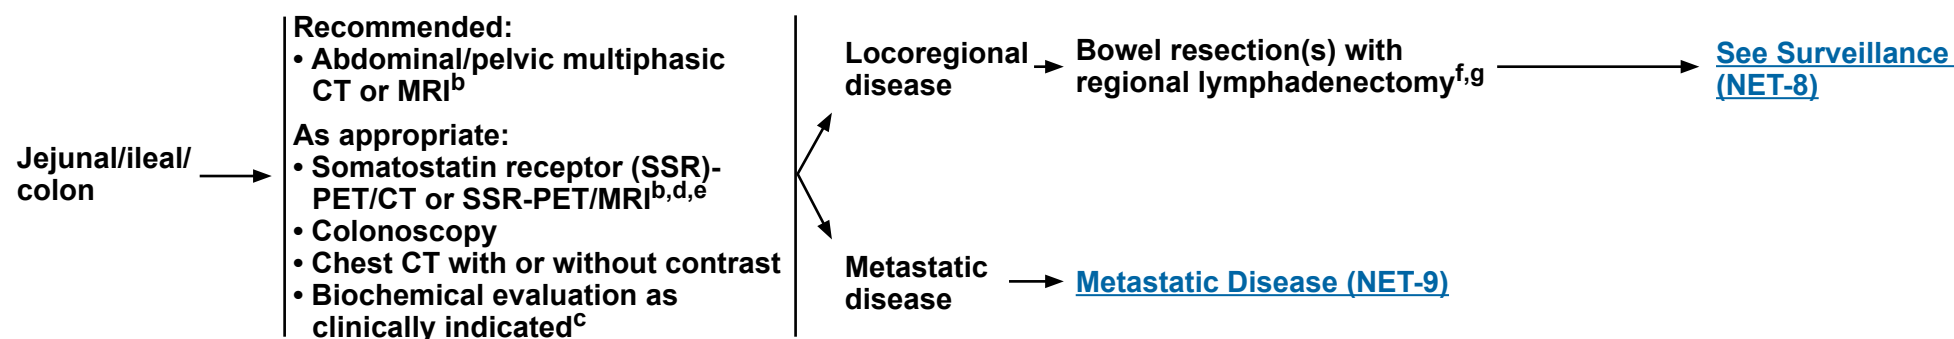 Jejunal/ileal/
colon
Recommended:
• Abdominal/pelvic multiphasic
CT or MRIb
As appropriate:
• Somatostatin receptor (SSR)-
PET/CT or SSR-PET/MRIb,d,e
• Colonoscopy
• Chest CT with or without contrast
• Biochemical evaluation as
clinically indicatedc
Locoregional
disease
Bowel resection(s) with
regional lymphadenectomyf,g
See Surveillance
(NET-8)
Metastatic
disease
Metastatic Disease (NET-9)